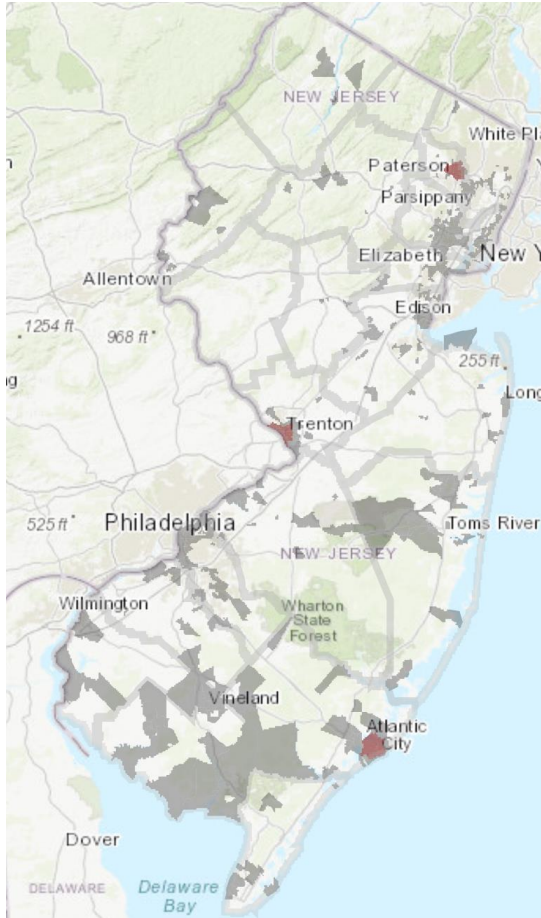 NEW JERSEY
White Pla
Paterson
Parsippany
Elizabeth
New Y
Allentown
Edison
1254 ft
968 ft
255 ft
Long
Trenton
525 ft
Philadelphia
Toms River
NEW JERSEY
Wilmington
Wharton
State
Forest
Vineland
Atlantic
City
Dover
DELAWARE
Delaware
Bay